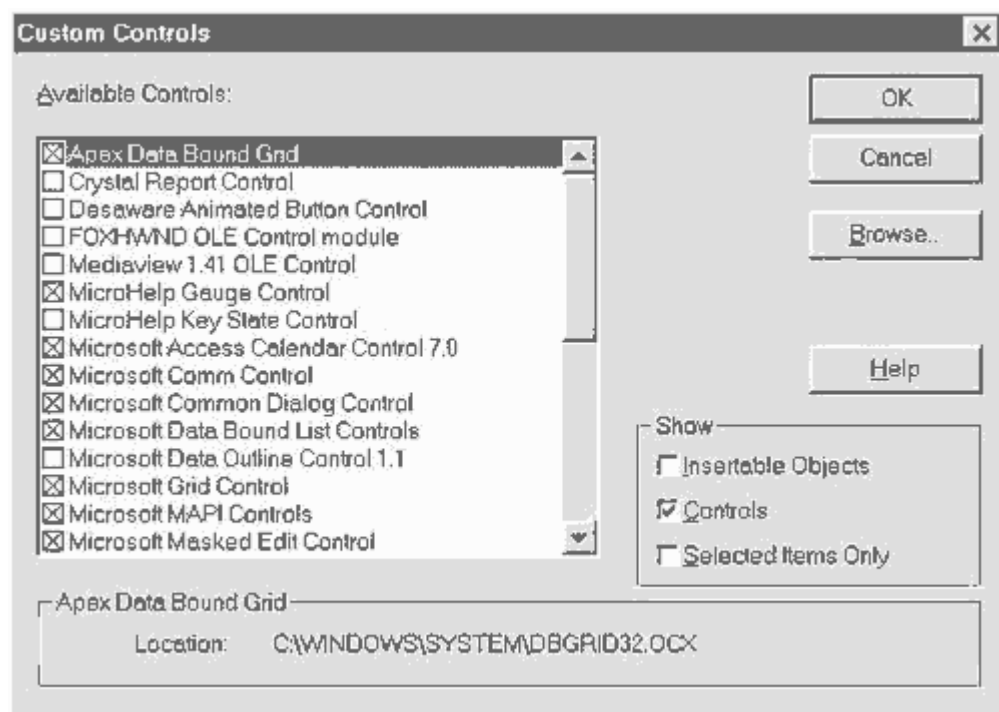 Custom Controls
Available Controls:
Apex Data Bound Grid
Crystal Report Control
Desaware Animated Button Control
FOXHWND OLE Control module
Mediaview 1.41 OLE Control
MicroHelp Gauge Control
MicroHelp Key State Control
Microsoft Access Calendar Control 7.0
Microsoft Comm Control
Microsoft Common Dialog Control
Microsoft Data Bound List Controls
Microsoft Data Outline Control 1.1
Microsoft Grid Control
Microsoft MAPI Controls
Microsoft Masked Edit Control
OK
Cancel
Browse..
Help
Show
Insertable Objects
Controls
Selected Items Only
Apex Data Bound Grid
Location: C:\WINDOWS\SYSTEM\DBGRID32.OCX